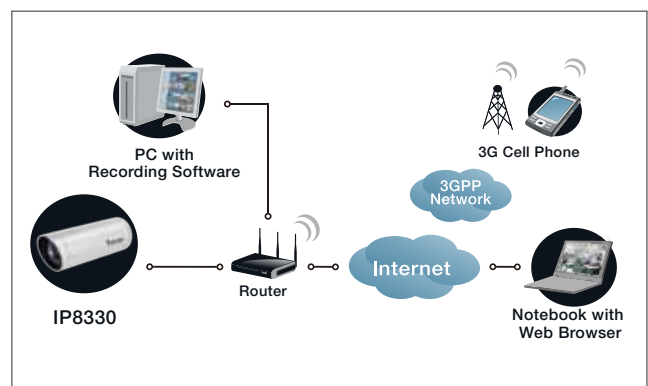 PC with
Recording Software
3G Cell Phone
3GPP
Network
IP8330
Router
Internet
Notebook with
Web Browser